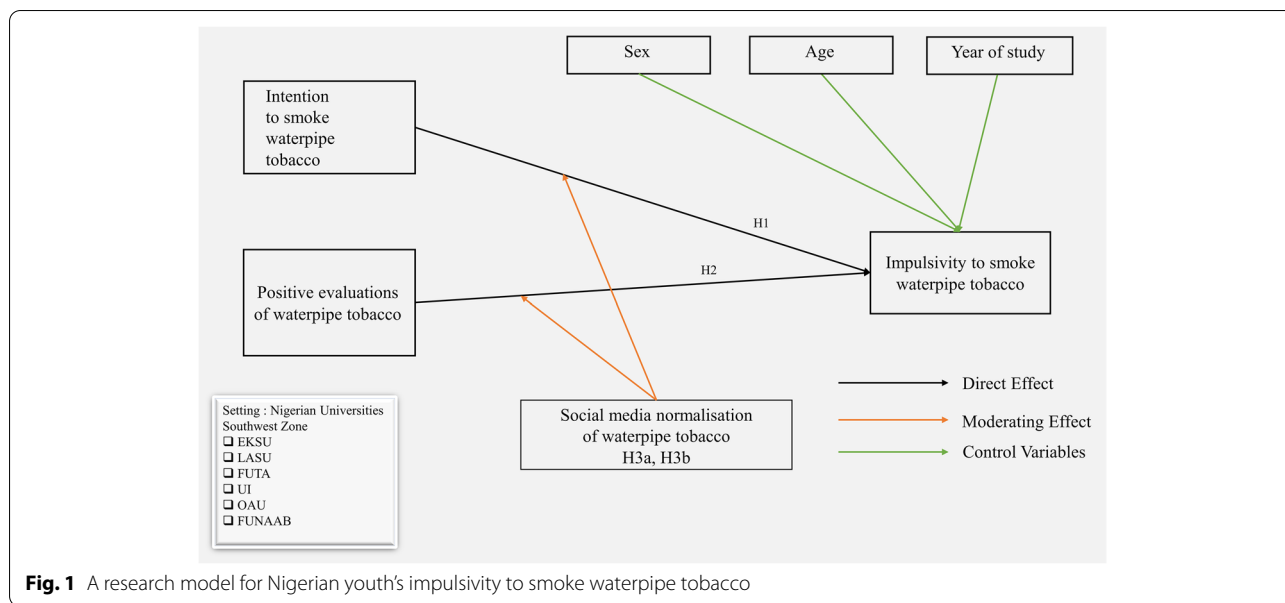 Sex
Age
Year of study
Intention
to smoke
waterpipe
tobacco
H1
Positive evaluations
of waterpipe tobacco
H2
Impulsivity to smoke
waterpipe tobacco
Setting : Nigerian Universities
Southwest Zone
❑ EKSU
❑ LASU
❑ FUTA
❑ UI
❑ OAU
❑ FUNAAB
Social media normalisation
of waterpipe tobacco
H3a, H3b
Direct Effect
Moderating Effect
Control Variables
Fig. 1 A research model for Nigerian youth’s impulsivity to smoke waterpipe tobacco